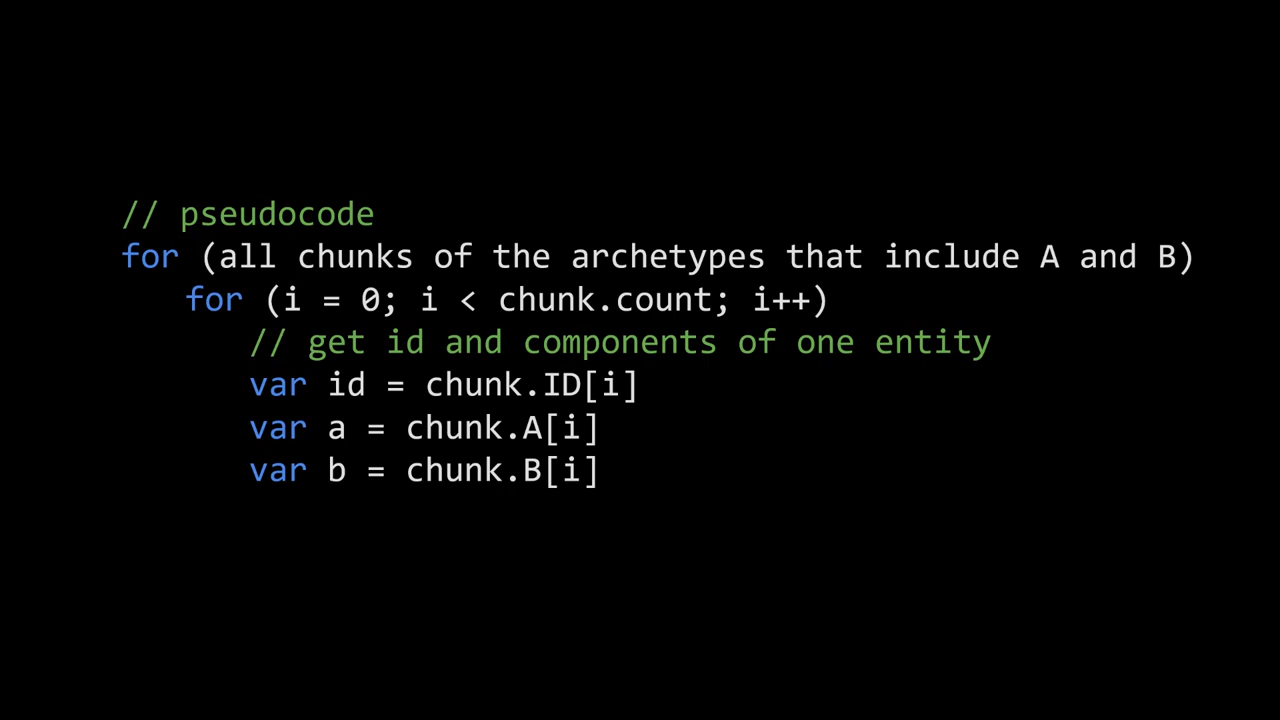 // pseudocode
for (all chunks of the archetypes that include A and B)
for (i = 0; i < chunk.count; i++)
// get id and components of one entity
var id = chunk.ID[i]
var a = chunk.A[i]
var b = chunk.B[i]